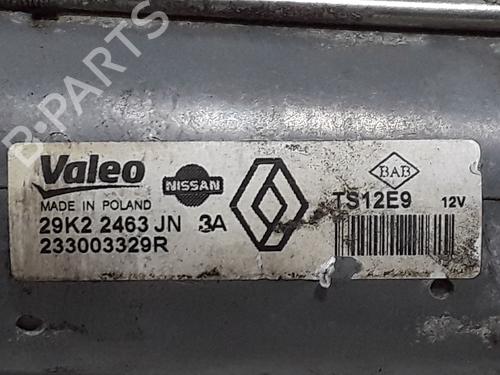 B-PARTS
Valeo
MADE IN POLAND
NISSAN
29K2 2463 JN 3A
233003329R
BAB
TS12E9 12V